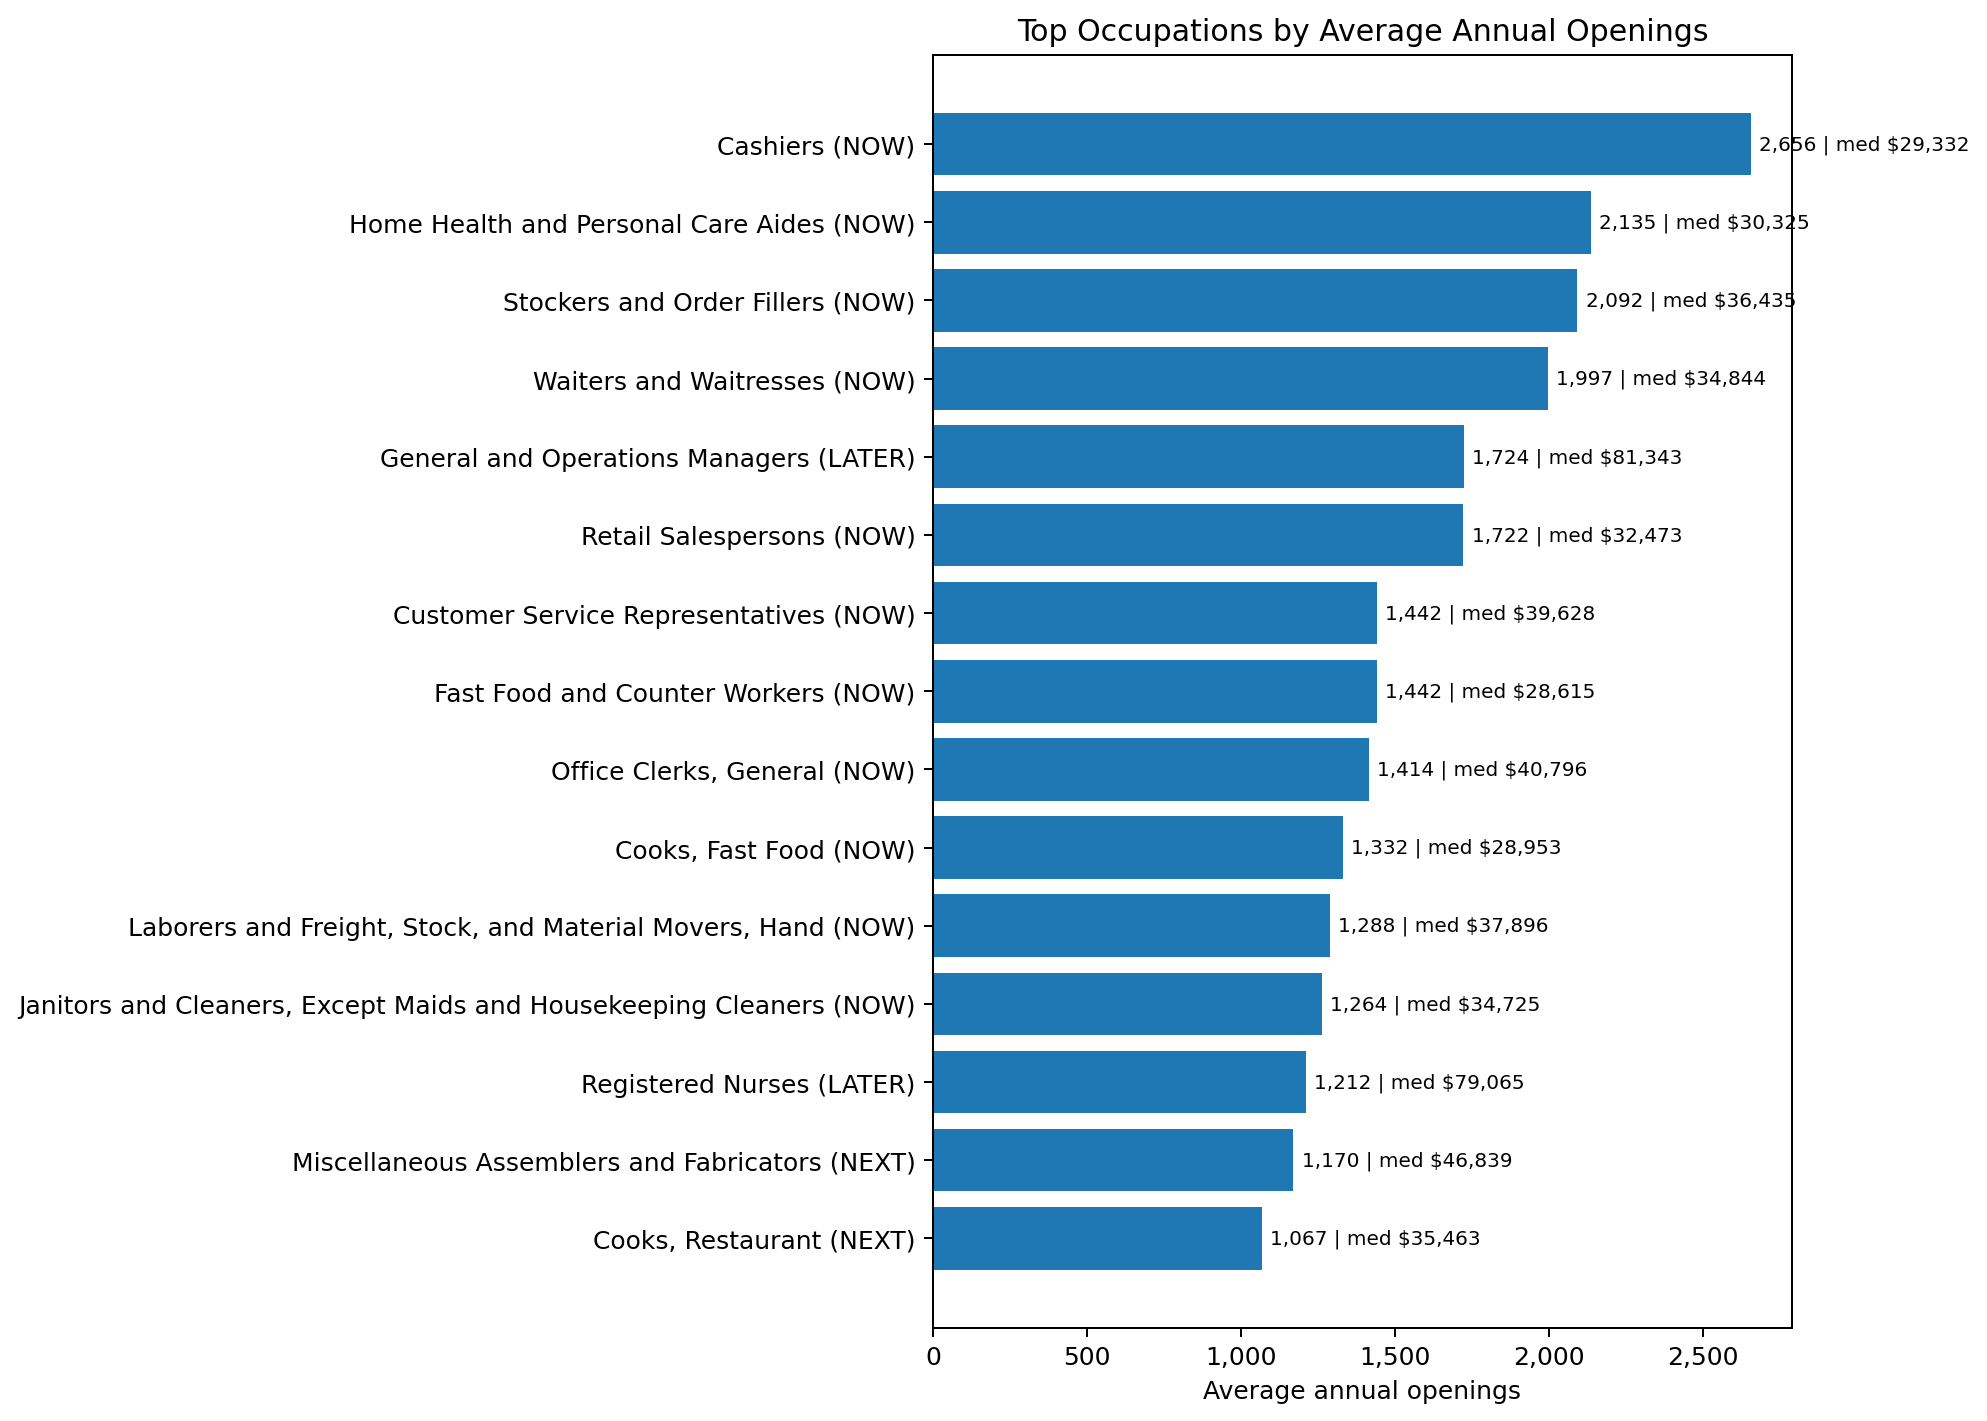 Top Occupations by Average Annual Openings
Cashiers (NOW) 2,656 | med $29,332
Home Health and Personal Care Aides (NOW) 2,135 | med $30,325
Stockers and Order Fillers (NOW) 2,092 | med $36,435
Waiters and Waitresses (NOW) 1,997 | med $34,844
General and Operations Managers (LATER) 1,724 | med $81,343
Retail Salespersons (NOW) 1,722 | med $32,473
Customer Service Representatives (NOW) 1,442 | med $39,628
Fast Food and Counter Workers (NOW) 1,442 | med $28,615
Office Clerks, General (NOW) 1,414 | med $40,796
Cooks, Fast Food (NOW) 1,332 | med $28,953
Laborers and Freight, Stock, and Material Movers, Hand (NOW) 1,288 | med $37,896
Janitors and Cleaners, Except Maids and Housekeeping Cleaners (NOW) 1,264 | med $34,725
Registered Nurses (LATER) 1,212 | med $79,065
Miscellaneous Assemblers and Fabricators (NEXT) 1,170 | med $46,839
Cooks, Restaurant (NEXT) 1,067 | med $35,463
0 500 1,000 1,500 2,000 2,500
Average annual openings